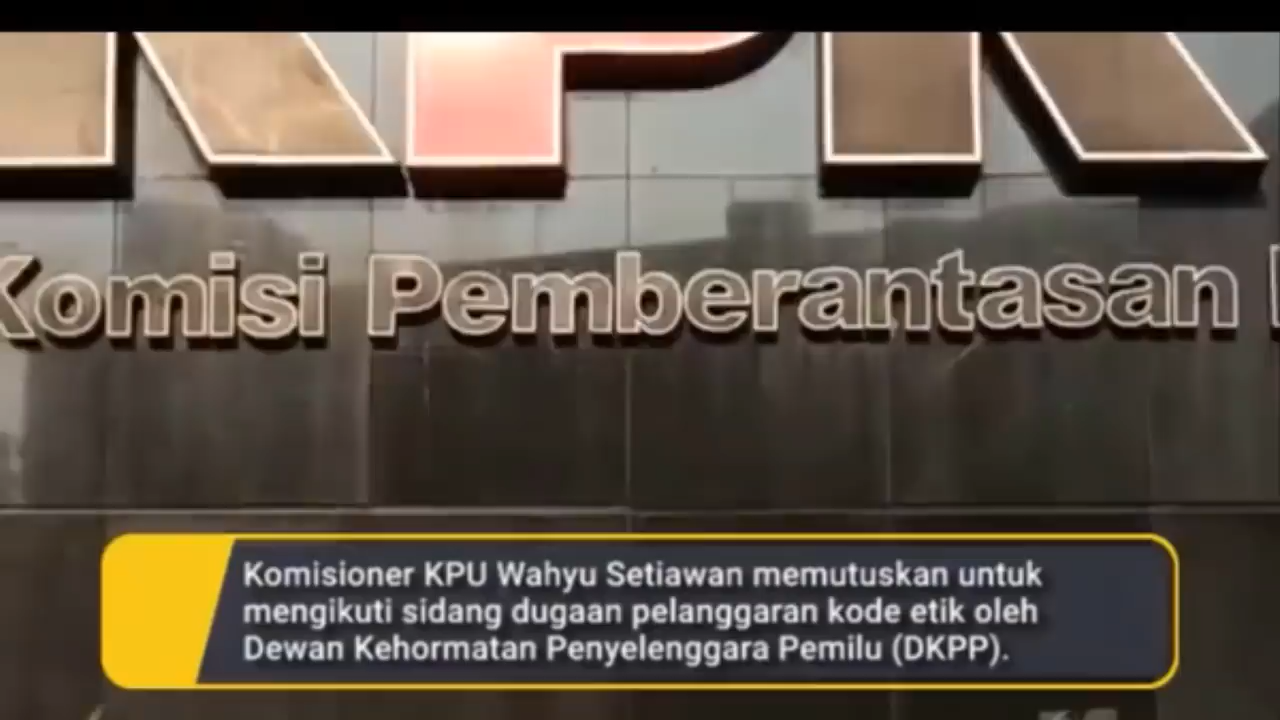 KPK
Komisi Pemberantasan
Komisioner KPU Wahyu Setiawan memutuskan untuk
mengikuti sidang dugaan pelanggaran kode etik oleh
Dewan Kehormatan Penyelenggara Pemilu (DKPP).